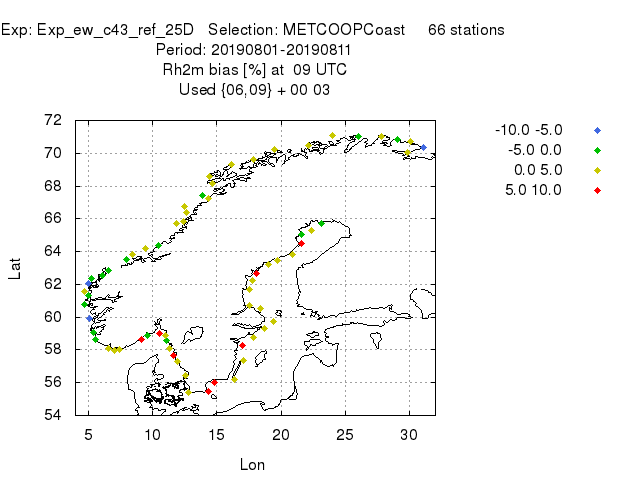 Exp: Exp_ew_c43_ref_25D Selection: METCOOPCoast 66 stations
Period: 20190801-20190811
Rh2m bias [%] at 09 UTC
Used {06,09} + 00 03
-10.0 -5.0
-5.0 0.0
0.0 5.0
5.0 10.0
72
70
68
66
64
62
60
58
56
54
Lat
5 10 15 20 25 30
Lon